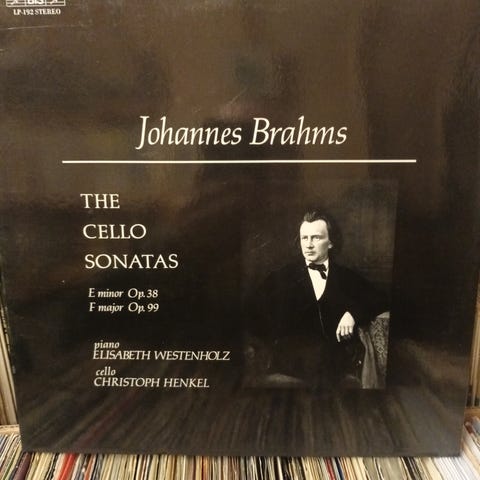 BIS
LP-192 STEREO
Johannes Brahms
THE
CELLO
SONATAS
E minor Op. 38
F major Op. 99
piano
ELISABETH WESTENHOLZ
cello
CHRISTOPH HENKEL